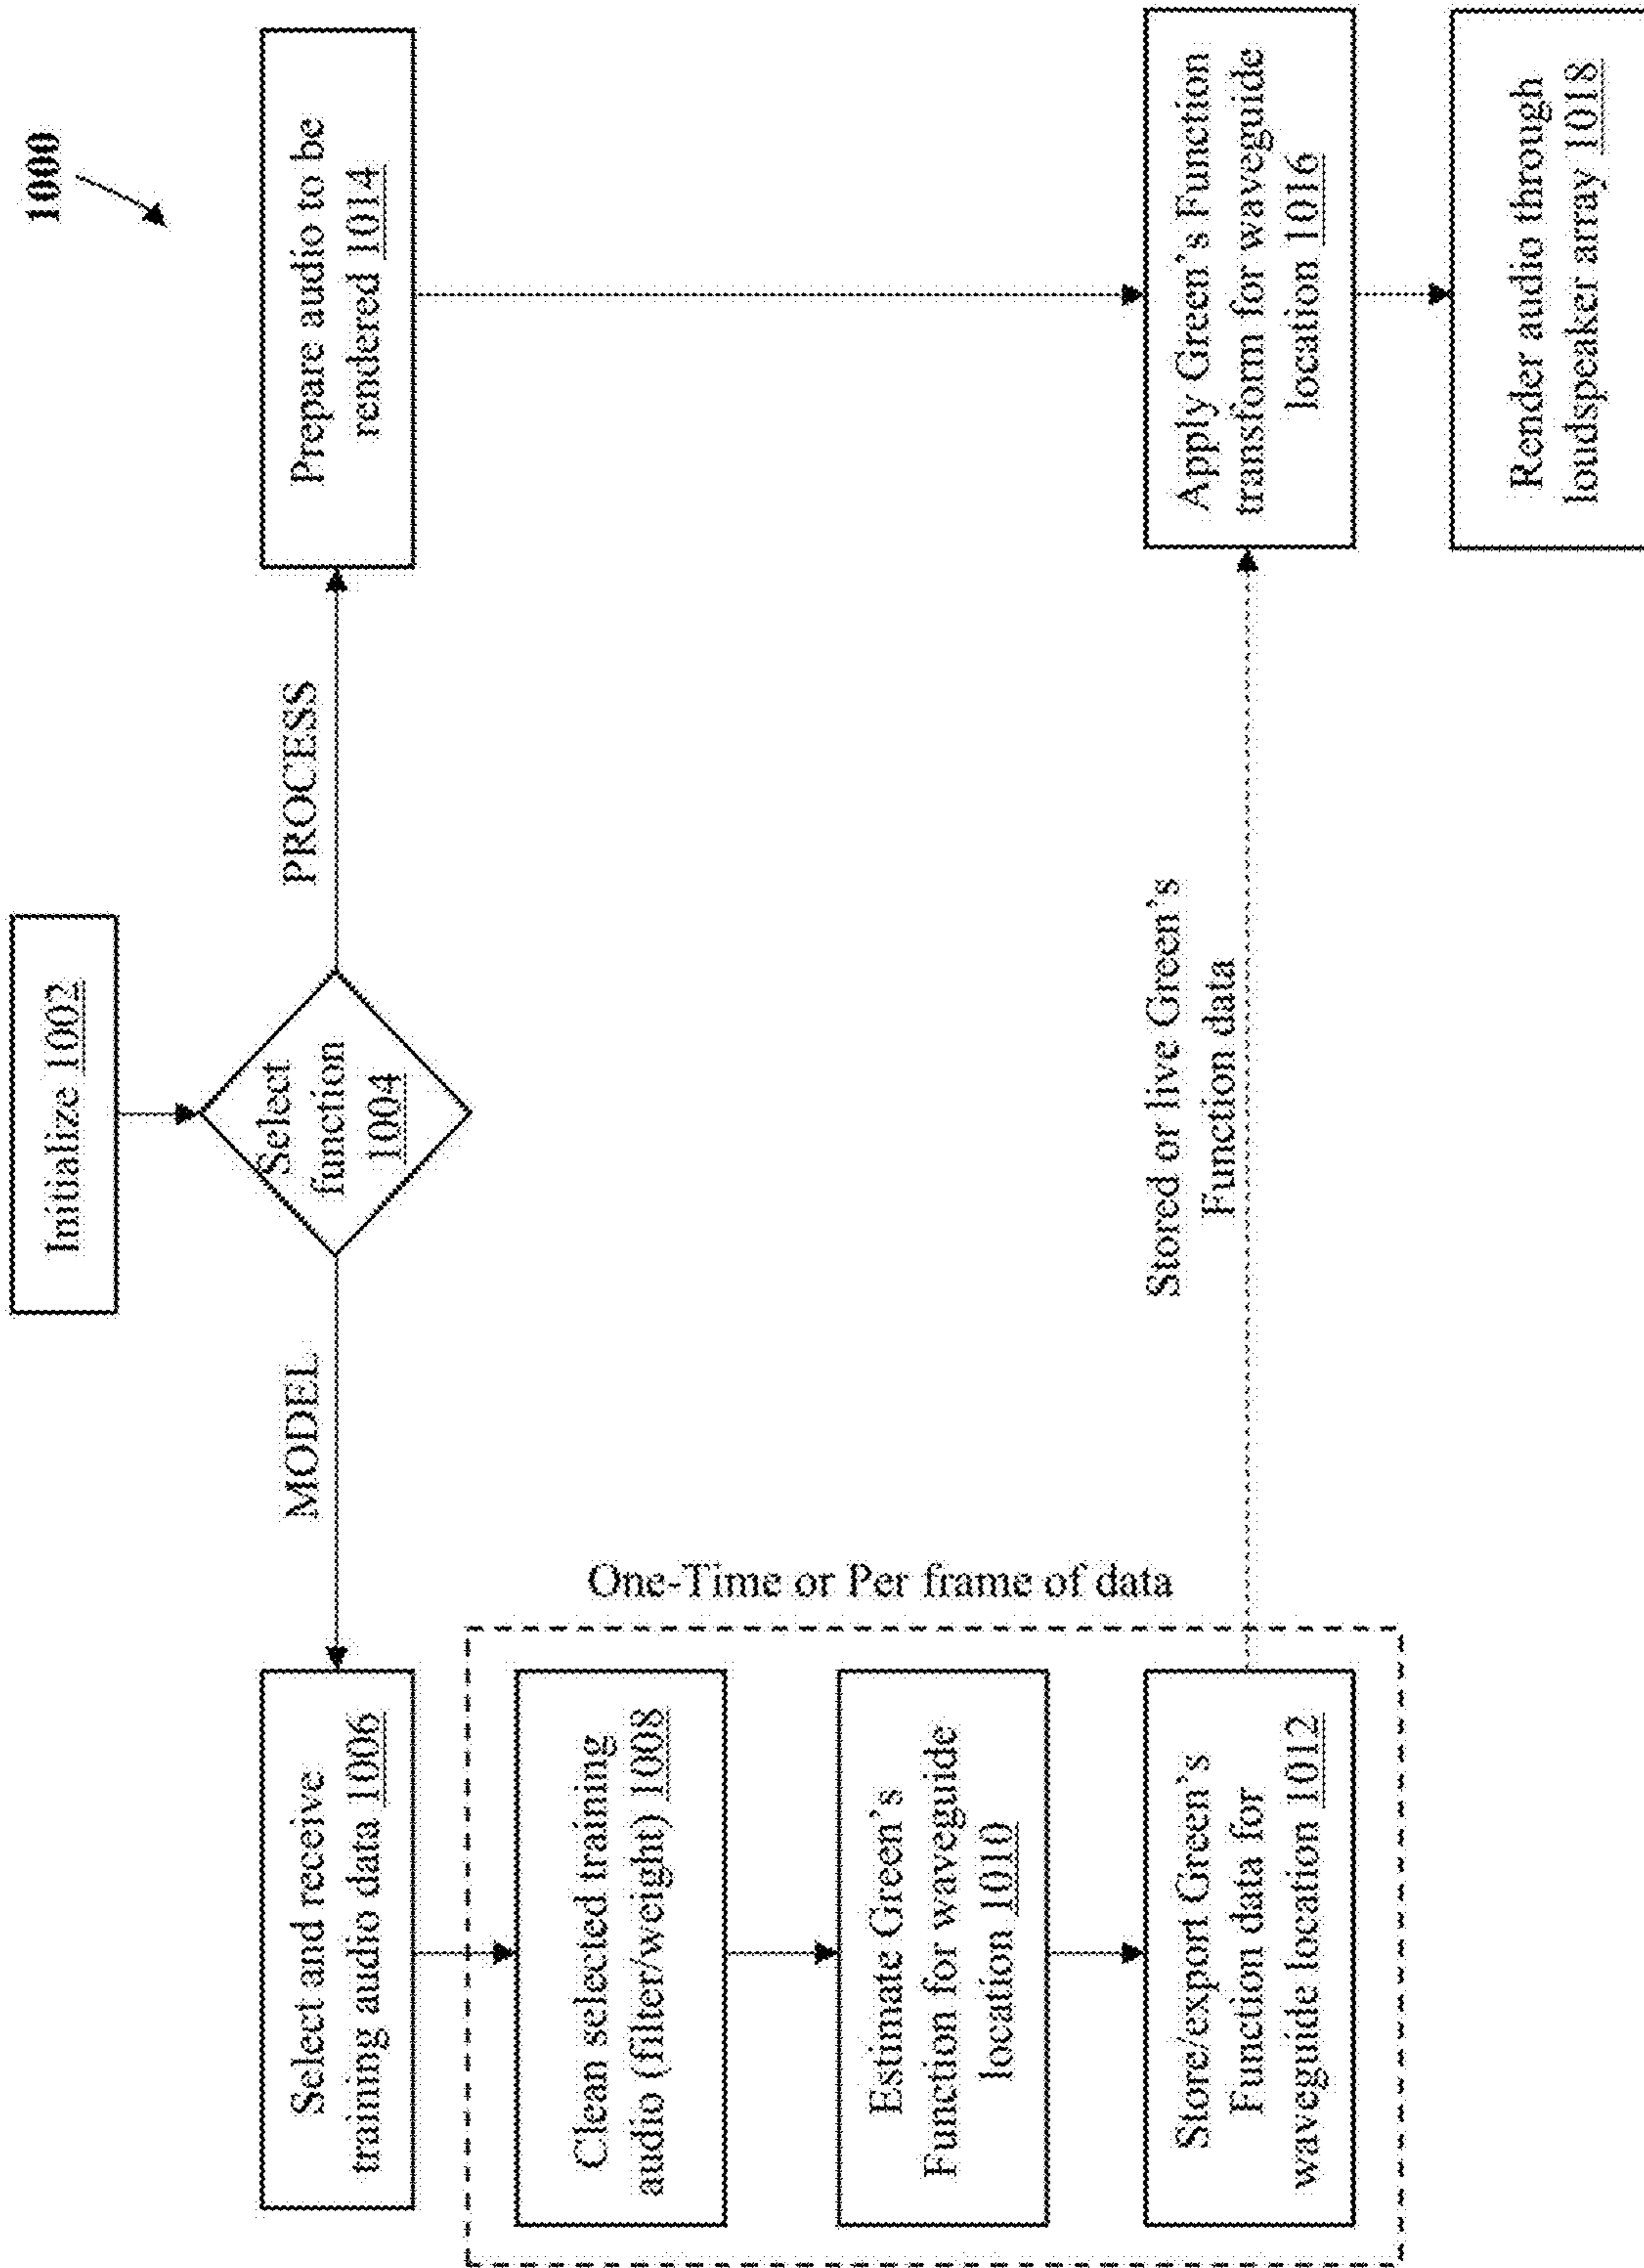 1000
Initialize 1002
Select
function
1004
MODEL
PROCESS
Select and receive
training audio data 1006
Prepare audio to be
rendered 1014
One-Time or Per frame of data
Clean selected training
audio (filter/weight) 1008
Estimate Green's
Function for waveguide
location 1010
Store/export Green's
Function data for
waveguide location 1012
Stored or live Green's
Function data
Apply Green's Function
transform for waveguide
location 1016
Render audio through
loudspeaker array 1018